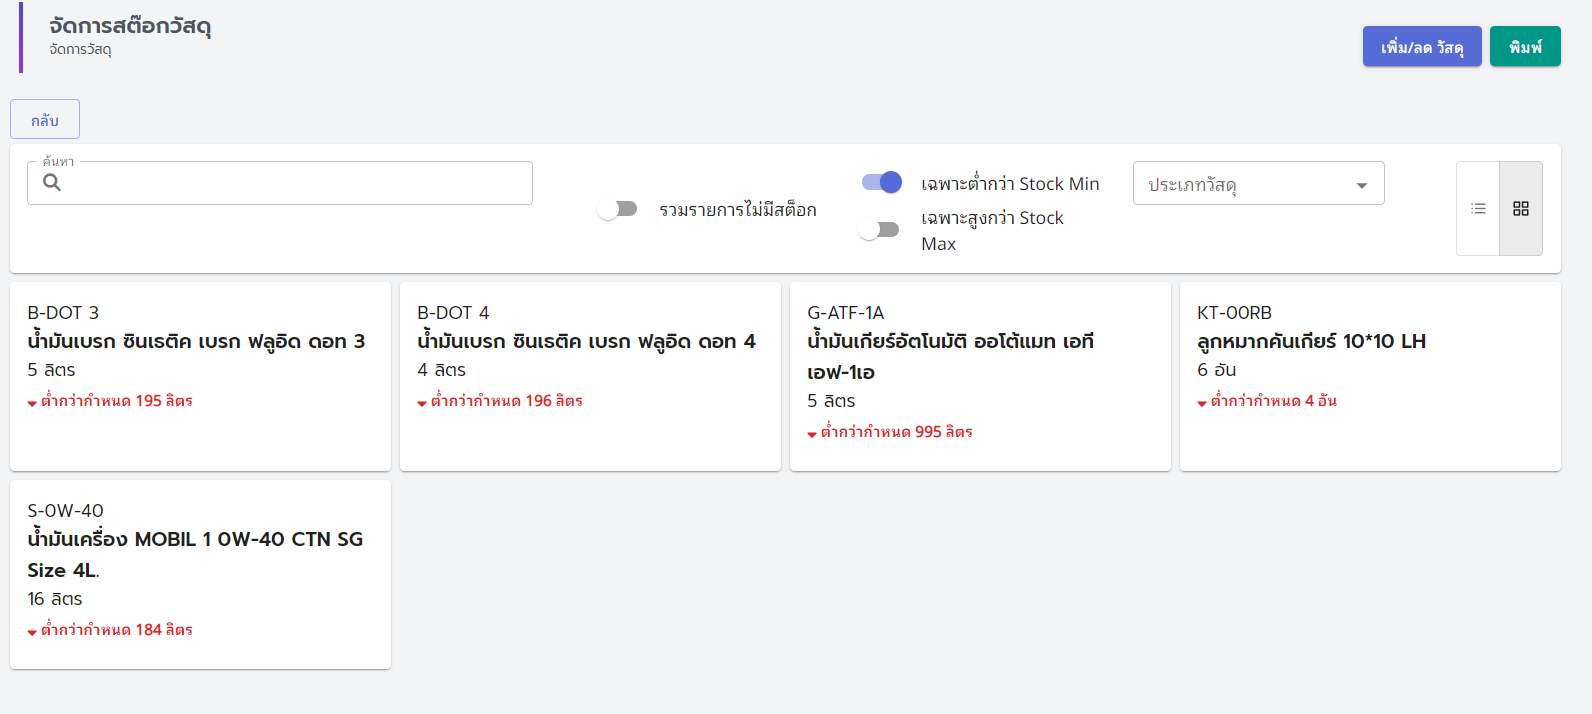 จัดการสต๊อกวัสดุ
จัดการวัสดุ
เพิ่ม/ลด วัสดุ
พิมพ์
กลับ
ค้นหา
รวมรายการไม่มีสต็อก
เฉพาะต่ำกว่า Stock Min
เฉพาะสูงกว่า Stock
Max
ประเภทวัสดุ
B-DOT 3
น้ำมันเบรก ซินเธติค เบรก ฟลูอิด ดอท 3
5 ลิตร
ต่ำกว่ากำหนด 195 ลิตร
B-DOT 4
น้ำมันเบรก ซินเธติค เบรก ฟลูอิด ดอท 4
4 ลิตร
ต่ำกว่ากำหนด 196 ลิตร
G-ATF-1A
น้ำมันเกียร์อัตโนมัติ ออโต้แมท เอที
เอฟ-1เอ
5 ลิตร
ต่ำกว่ากำหนด 995 ลิตร
KT-00RB
ลูกหมากคันเกียร์ 10*10 LH
6 อัน
ต่ำกว่ากำหนด 4 อัน
S-0W-40
น้ำมันเครื่อง MOBIL 1 0W-40 CTN SG
Size 4L.
16 ลิตร
ต่ำกว่ากำหนด 184 ลิตร